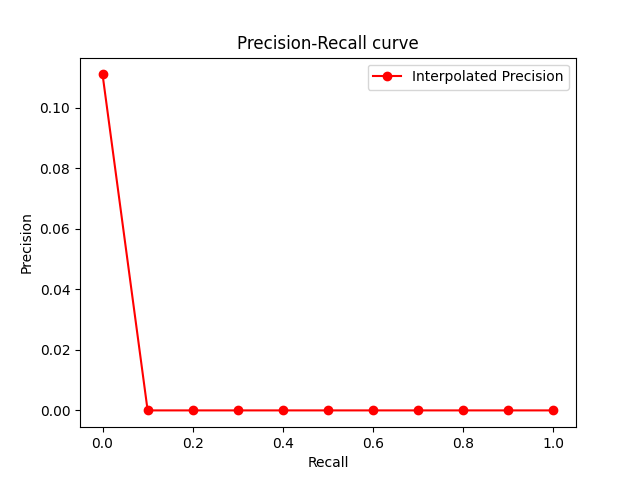 Precision-Recall curve
Interpolated Precision
Precision
0.10
0.08
0.06
0.04
0.02
0.00
0.0 0.2 0.4 0.6 0.8 1.0
Recall